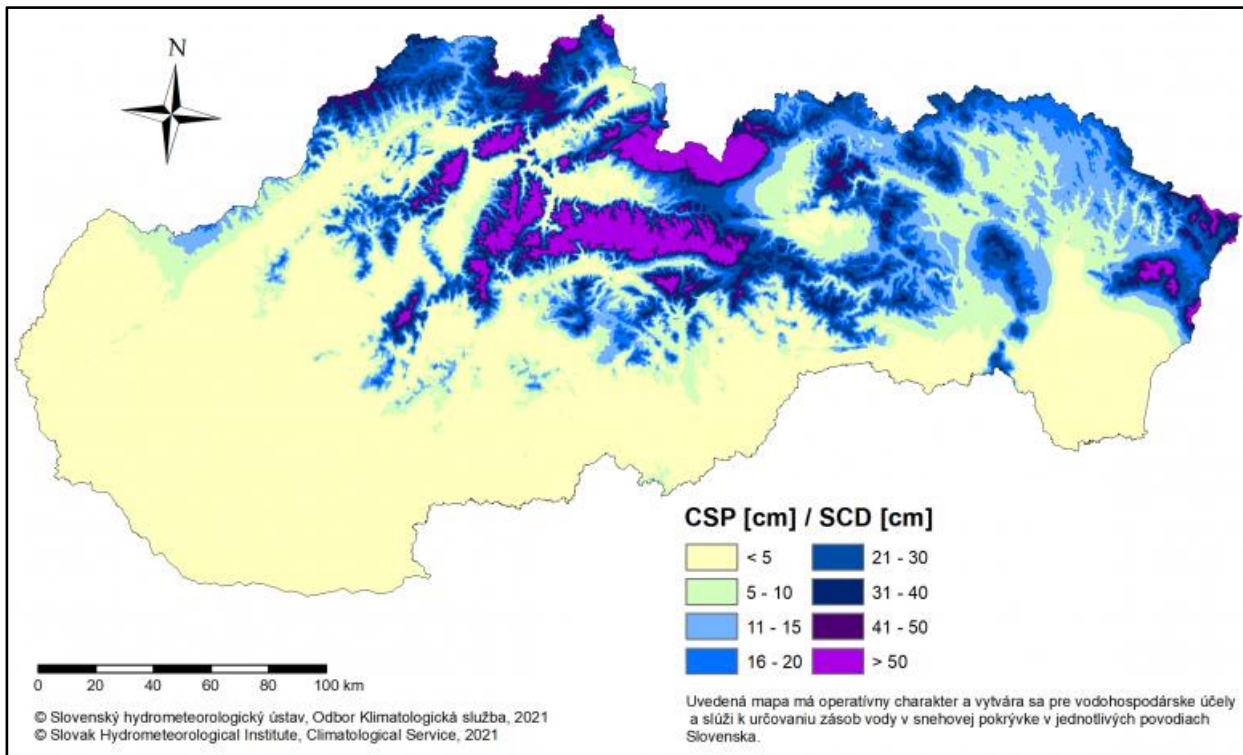 N
CSP [cm] / SCD [cm]
< 5
5 - 10
11 - 15
16 - 20
21 - 30
31 - 40
41 - 50
> 50
0 20 40 60 80 100 km
© Slovenský hydrometeorologický ústav, Odbor Klimatologická služba, 2021
© Slovak Hydrometeorological Institute, Climatological Service, 2021
Uvedená mapa má operatívny charakter a vytvára sa pre vodohospodárske účely
a slúži k určovaniu zásob vody v snehovej pokrývke v jednotlivých povodiach
Slovenska.